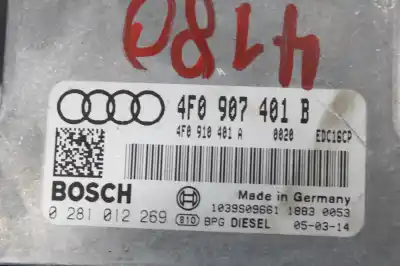 4180
4F0 907 401 B
4F0 910 401 A 0020 EDC16CP
BOSCH
Made in Germany
1039S09661 1883 0053
0 281 012 269 810 BPG DIESEL 05-03-14